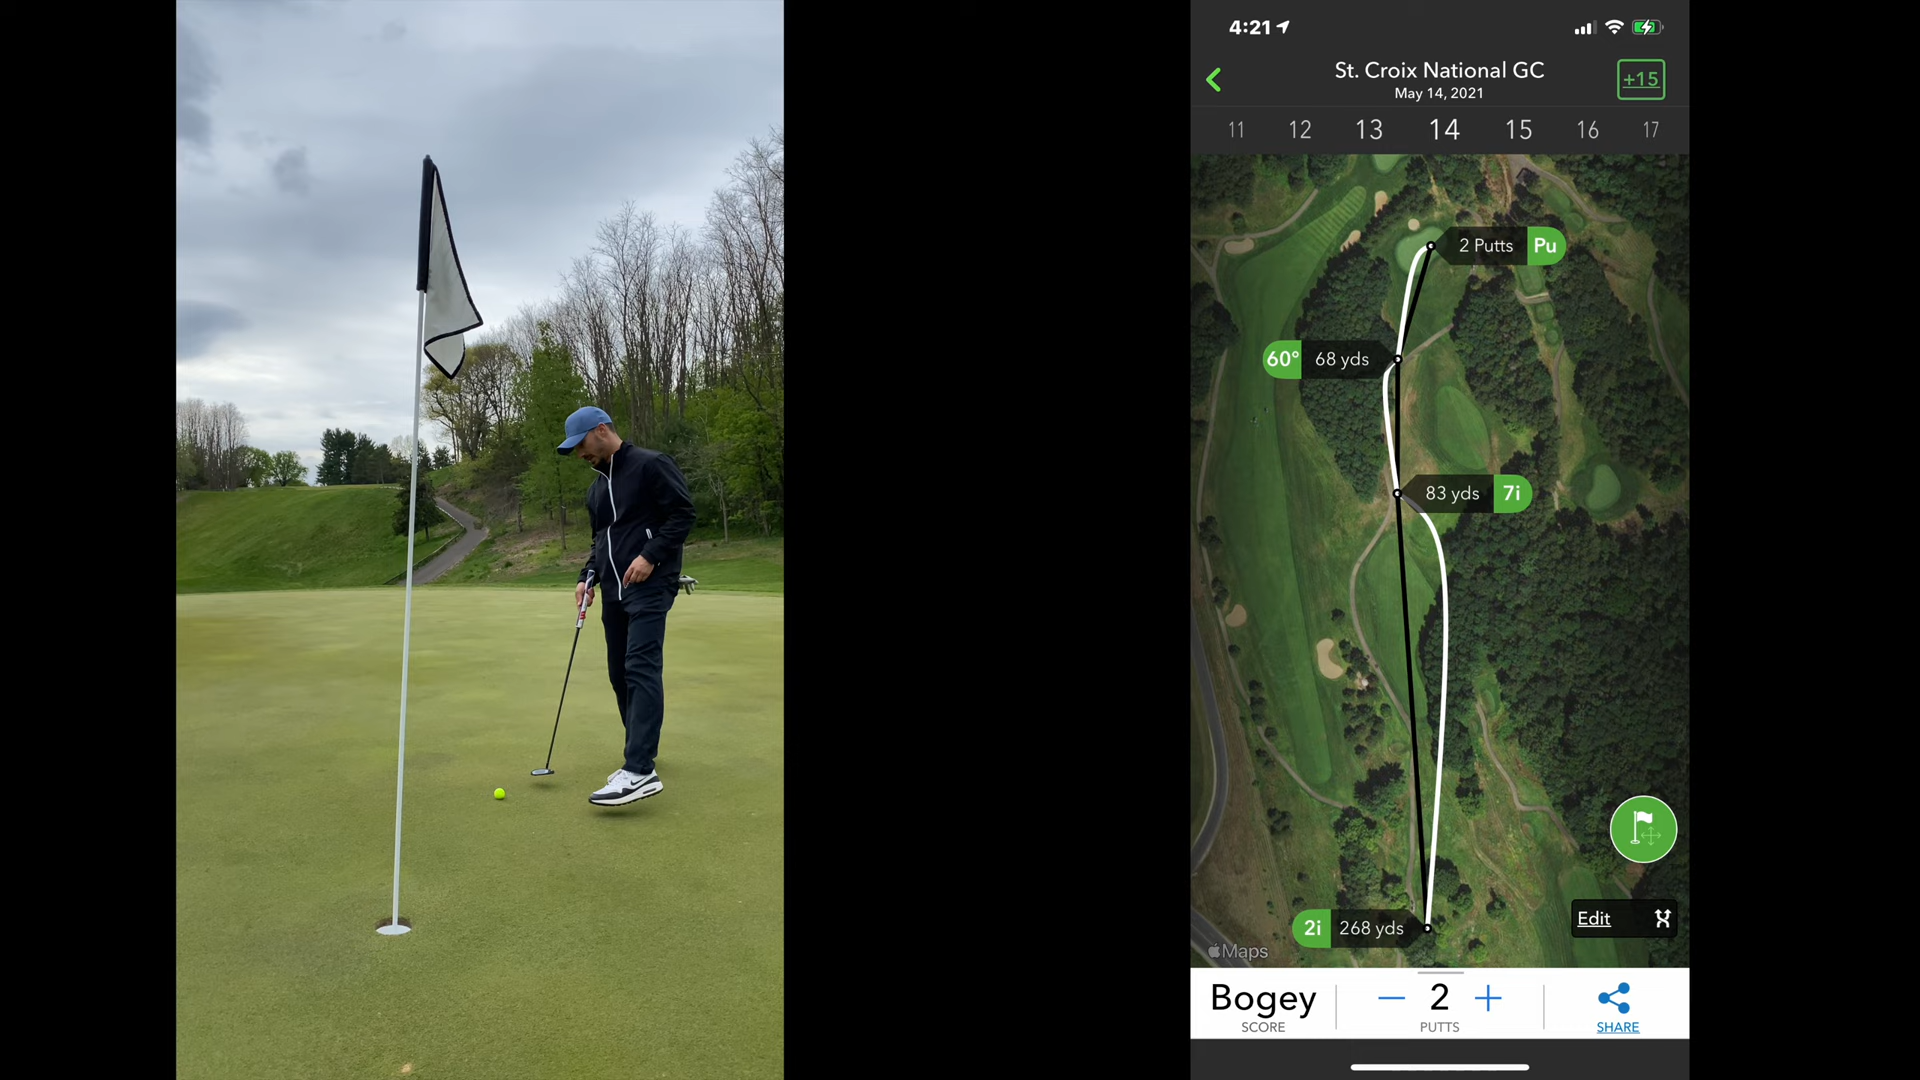 4:21
St. Croix National GC
May 14, 2021
+15
11 12 13 14 15 16 17
2 Putts Pu
60° 68 yds
83 yds 7i
2i 268 yds
Edit
Maps
Bogey
SCORE
2
PUTTS
SHARE